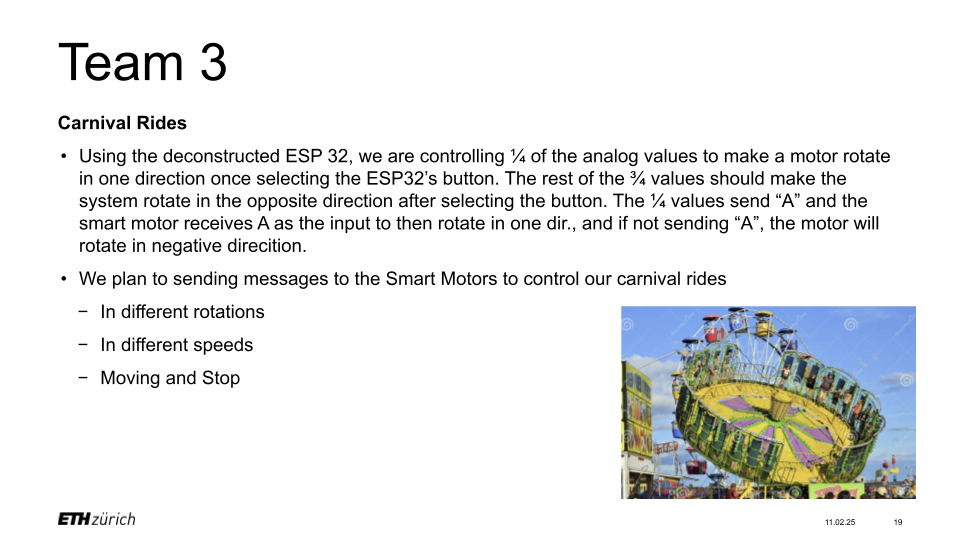 Team 3
Carnival Rides
• Using the deconstructed ESP 32, we are controlling ¼ of the analog values to make a motor rotate
in one direction once selecting the ESP32’s button. The rest of the ¾ values should make the
system rotate in the opposite direction after selecting the button. The ¼ values send “A” and the
smart motor receives A as the input to then rotate in one dir., and if not sending “A”, the motor will
rotate in negative direcition.
• We plan to sending messages to the Smart Motors to control our carnival rides
− In different rotations
− In different speeds
− Moving and Stop
ETH zürich
11.02.25
19